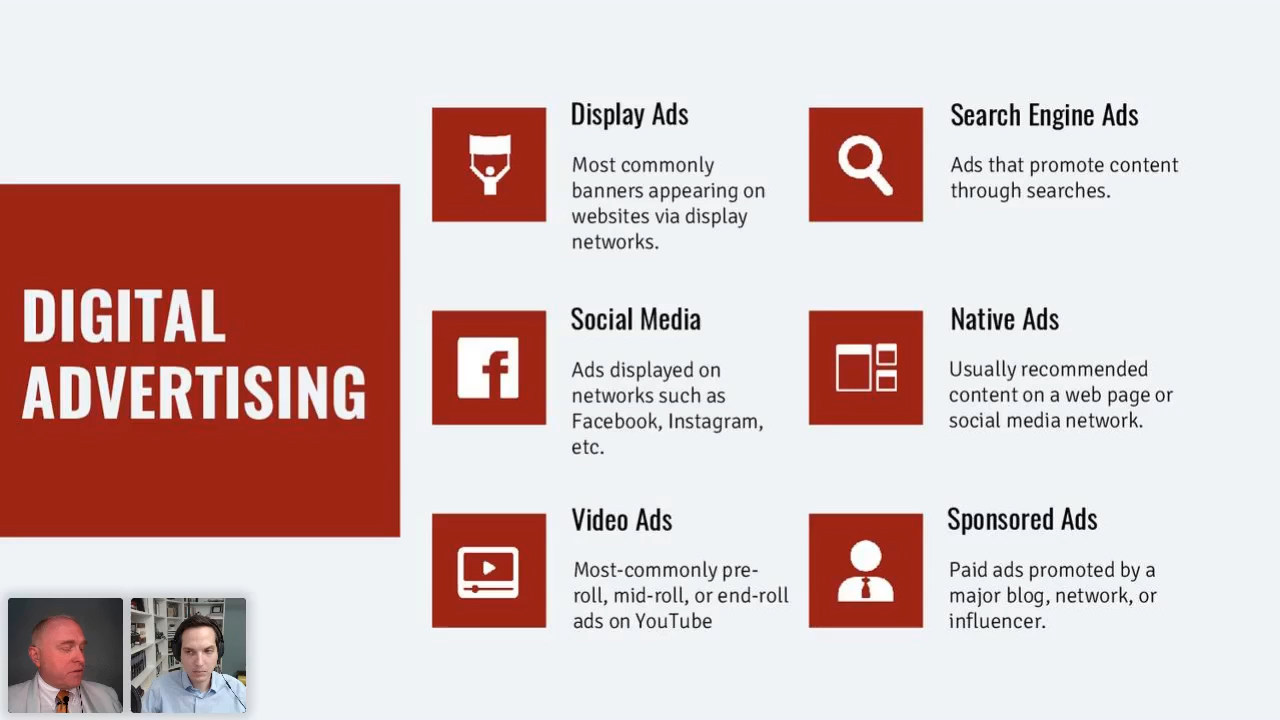 DIGITAL
ADVERTISING
Display Ads
Most commonly
banners appearing on
websites via display
networks.
Search Engine Ads
Ads that promote content
through searches.
Social Media
Ads displayed on
networks such as
Facebook, Instagram,
etc.
Native Ads
Usually recommended
content on a web page or
social media network.
Video Ads
Most-commonly pre-
roll, mid-roll, or end-roll
ads on YouTube
Sponsored Ads
Paid ads promoted by a
major blog, network, or
influencer.